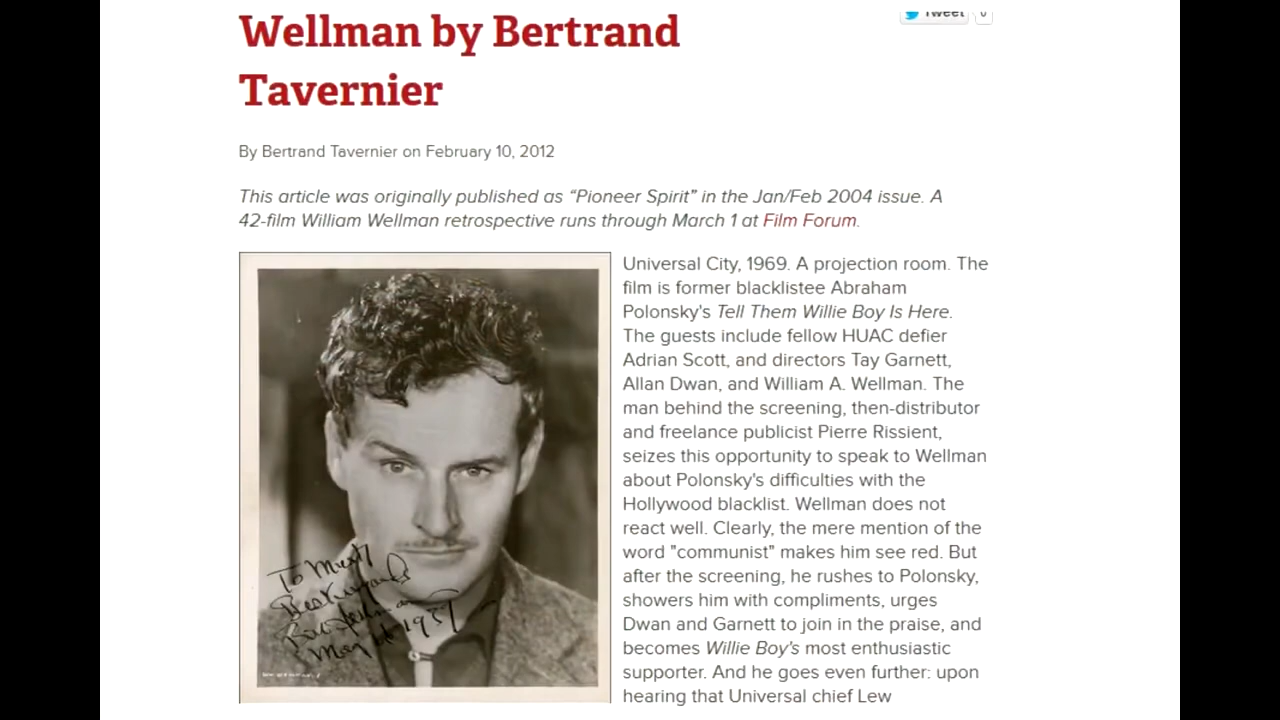 Wellman by Bertrand
Tavernier
Tweet
0
By Bertrand Tavernier on February 10, 2012
This article was originally published as “Pioneer Spirit” in the Jan/Feb 2004 issue. A
42-film William Wellman retrospective runs through March 1 at Film Forum.
To Musty
Best regards
Bill Wellman
May 1937
Universal City, 1969. A projection room. The
film is former blacklistee Abraham
Polonsky's Tell Them Willie Boy Is Here.
The guests include fellow HUAC defier
Adrian Scott, and directors Tay Garnett,
Allan Dwan, and William A. Wellman. The
man behind the screening, then-distributor
and freelance publicist Pierre Rissient,
seizes this opportunity to speak to Wellman
about Polonsky's difficulties with the
Hollywood blacklist. Wellman does not
react well. Clearly, the mere mention of the
word "communist" makes him see red. But
after the screening, he rushes to Polonsky,
showers him with compliments, urges
Dwan and Garnett to join in the praise, and
becomes Willie Boy's most enthusiastic
supporter. And he goes even further: upon
hearing that Universal chief Lew